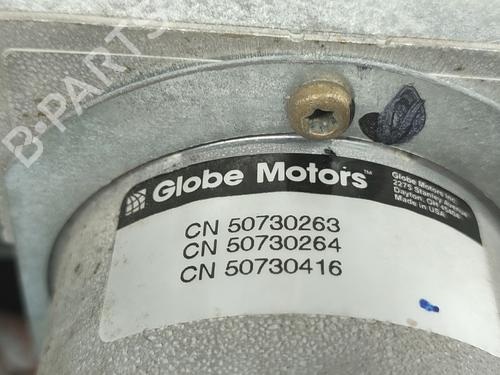 B-PARTS
Globe Motors™
Globe Motors Inc.
2275 Stanley Avenue
Dayton, OH 45404
Made in USA
CN 50730263
CN 50730264
CN 50730416